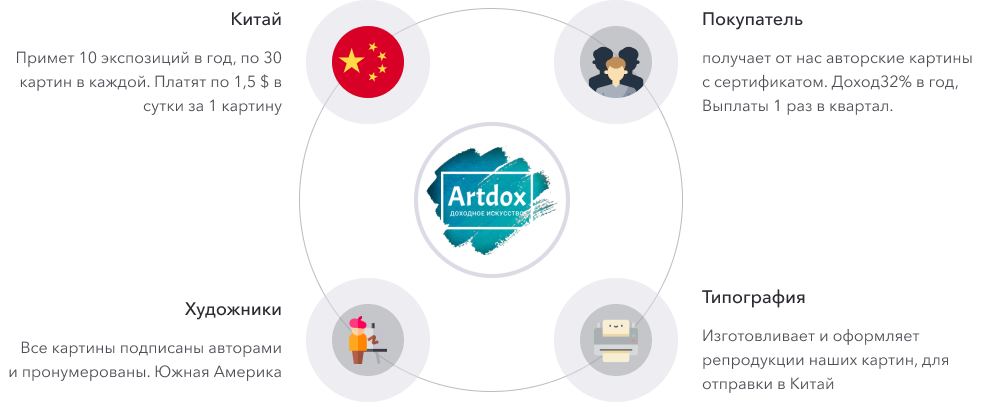 Китай
Примет 10 экспозиций в год, по 30
картин в каждой. Платят по 1,5 $ в
сутки за 1 картину
Покупатель
получает от нас авторские картины
с сертификатом. Доход32% в год,
Выплаты 1 раз в квартал.
Artdox
ДОХОДНОЕ ИСКУССТВО
Художники
Все картины подписаны авторами
и пронумерованы. Южная Америка
Типография
Изготовливает и оформляет
репродукции наших картин, для
отправки в Китай